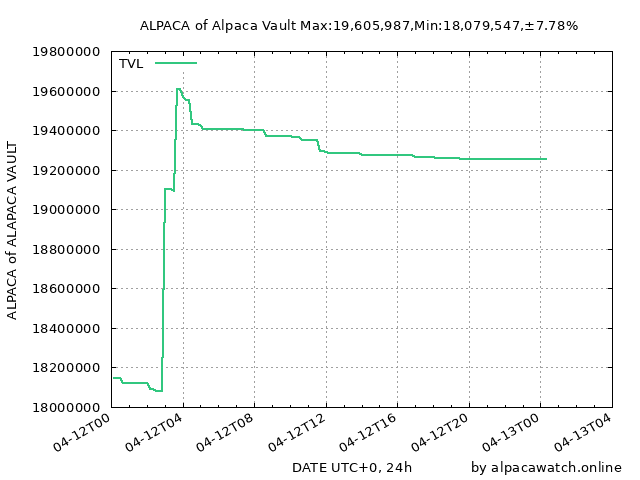 ALPACA of Alpaca Vault Max:19,605,987,Min:18,079,547,±7.78%
TVL
ALPACA of ALAPACA VAULT
19800000
19600000
19400000
19200000
19000000
18800000
18600000
18400000
18200000
18000000
04-12T00
04-12T04
04-12T08
04-12T12
04-12T16
04-12T20
04-13T00
04-13T04
DATE UTC+0, 24h
by alpacawatch.online